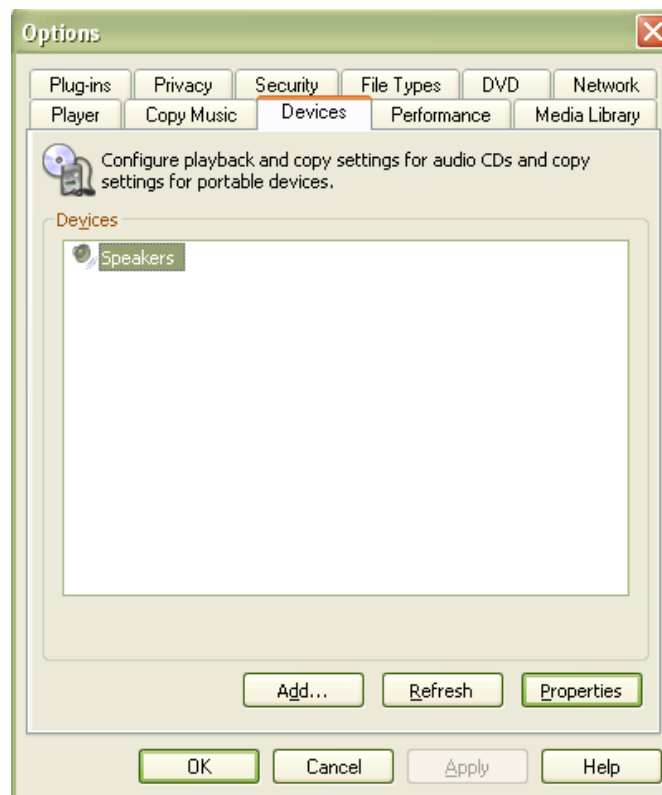 Options
Plug-ins Privacy Security File Types DVD Network
Player Copy Music Devices Performance Media Library
Configure playback and copy settings for audio CDs and copy
settings for portable devices.
Devices
Speakers
Add... Refresh Properties
OK Cancel Apply Help